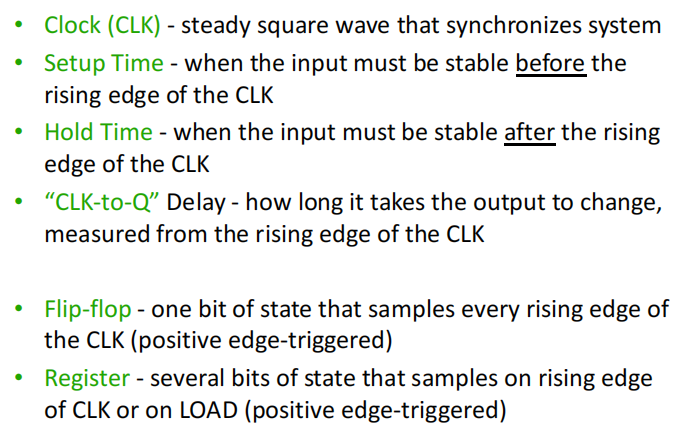 • Clock (CLK) - steady square wave that synchronizes system
• Setup Time - when the input must be stable before the
rising edge of the CLK
• Hold Time - when the input must be stable after the rising
edge of the CLK
• “CLK-to-Q” Delay - how long it takes the output to change,
measured from the rising edge of the CLK
• Flip-flop - one bit of state that samples every rising edge of
the CLK (positive edge-triggered)
• Register - several bits of state that samples on rising edge
of CLK or on LOAD (positive edge-triggered)